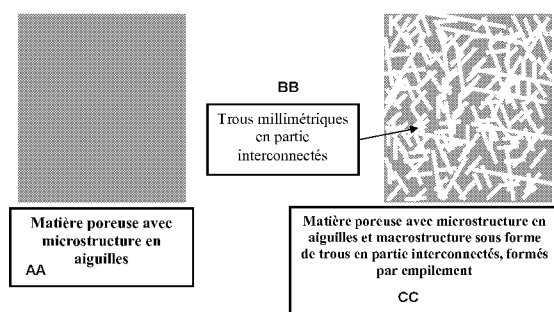 BB
Trous millimétriques
en partic
interconnectés
Matière poreuse avec
microstructure en
aiguilles
AA
Matière poreuse avec microstructure en
aiguilles et macrostructure sous forme
de trous en partie interconnectés, formés
par empilement
CC